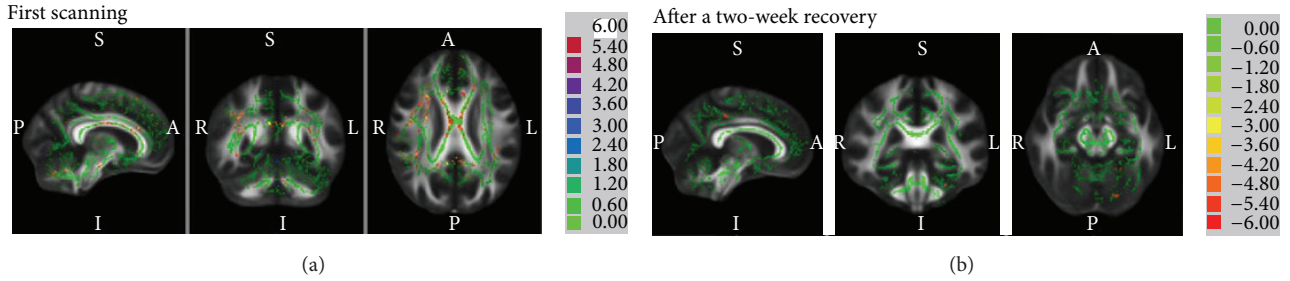 First scanning
S
P
A
I
S
R
L
I
A
R
L
P
6.00
5.40
4.80
4.20
3.60
3.00
2.40
1.80
1.20
0.60
0.00
(a)
After a two-week recovery
S
P
A
I
S
R
L
I
A
R
L
P
0.00
−0.60
−1.20
−1.80
−2.40
−3.00
−3.60
−4.20
−4.80
−5.40
−6.00
(b)